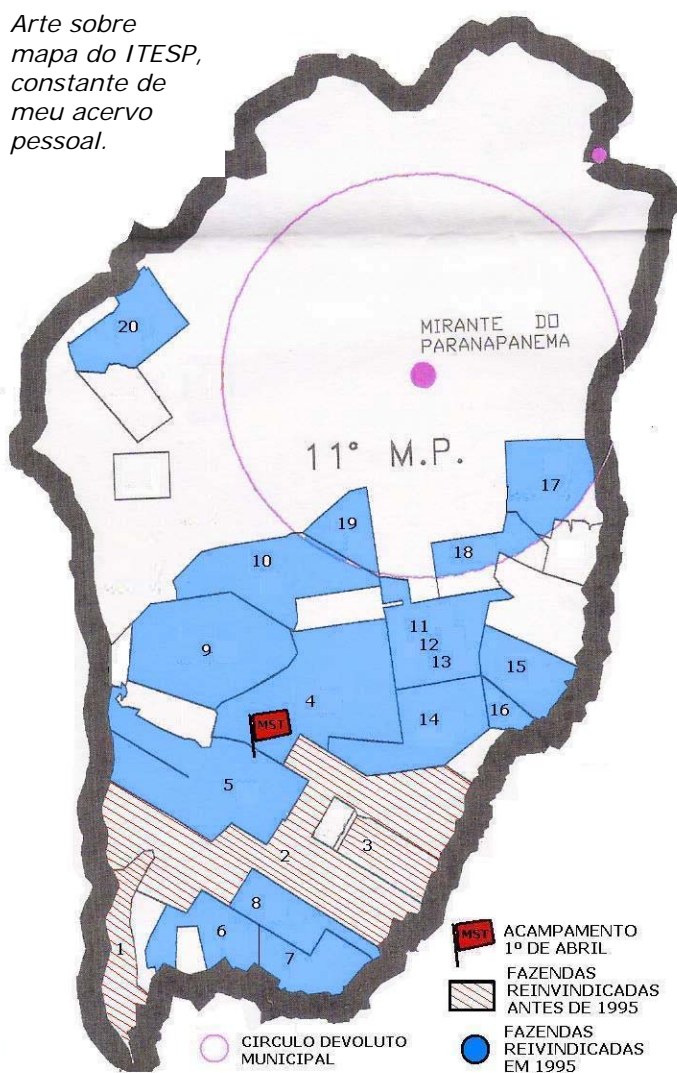 Arte sobre
mapa do ITESP,
constante de
meu acervo
pessoal.
20
MIRANTE DO
PARANAPANEMA
11° M.P.
17
19
18
10
11
12
13
9
15
4
16
14
MST
5
3
2
8
1
6
7
MST
ACAMPAMENTO
1º DE ABRIL
FAZENDAS
REINVINDICADAS
ANTES DE 1995
CIRCULO DEVOLUTO
MUNICIPAL
FAZENDAS
REIVINDICADAS
EM 1995